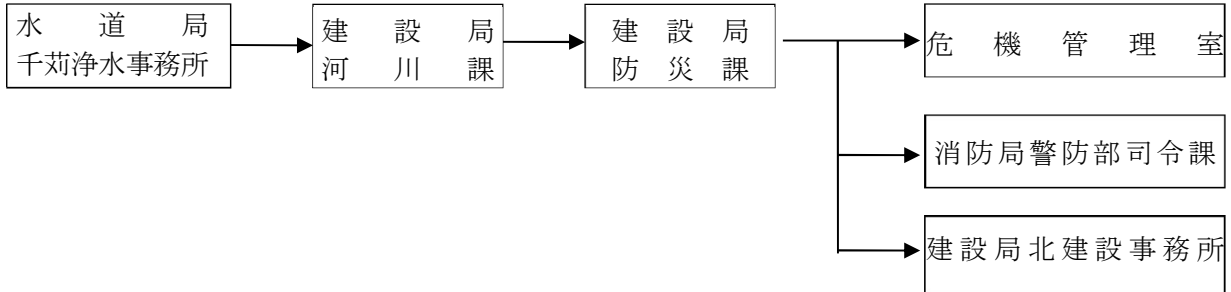 水道局
千苅浄水事務所
建設局
河川課
建設局
防災課
危機管理室
消防局警防部司令課
建設局北建設事務所